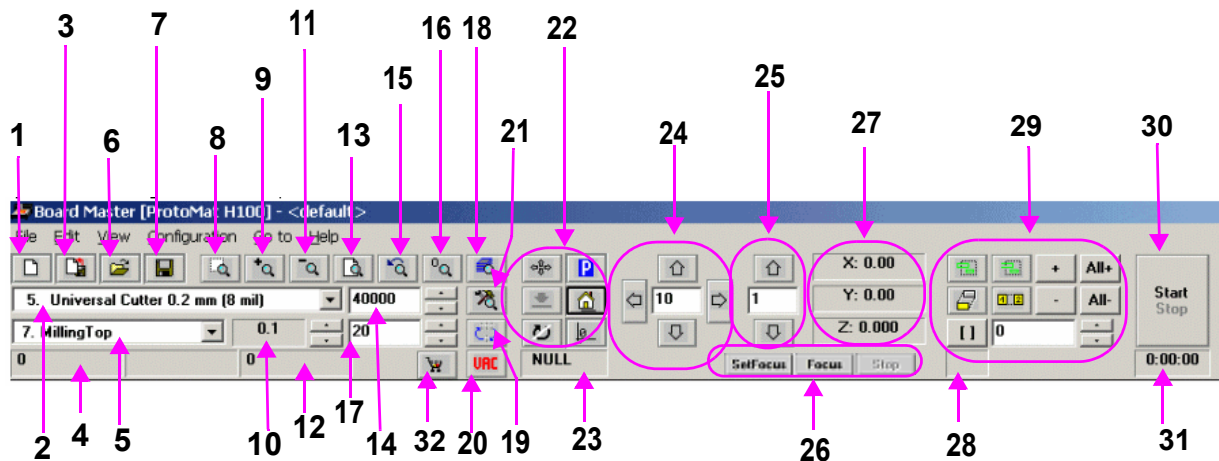 3 7 11 16 18 22
9 15 25
1 6 8 13 21 24 27 29 30
Board Master [ProtoMat H100] - <default>
File Edit View Configuration Go to Help
P X: 0.00 + All+
5. Universal Cutter 0.2 mm (8 mil) 40000 10 1 Y: 0.00 1 2 - All- Start
Stop
7. MillingTop 0.1 20 Z: 0.000 [ ] 0
0 0 VAC NULL SetFocus Focus Stop 0:00:00
2 4 5 10 12 17 14 32 20 19 23 26 28 31